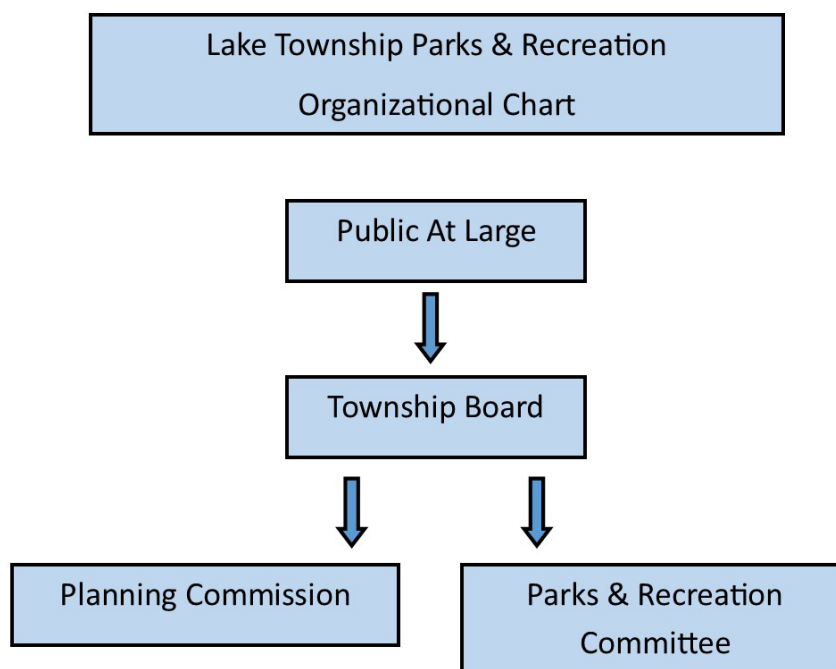 Lake Township Parks & Recreation
Organizational Chart
Public At Large
Township Board
Planning Commission
Parks & Recreation
Committee